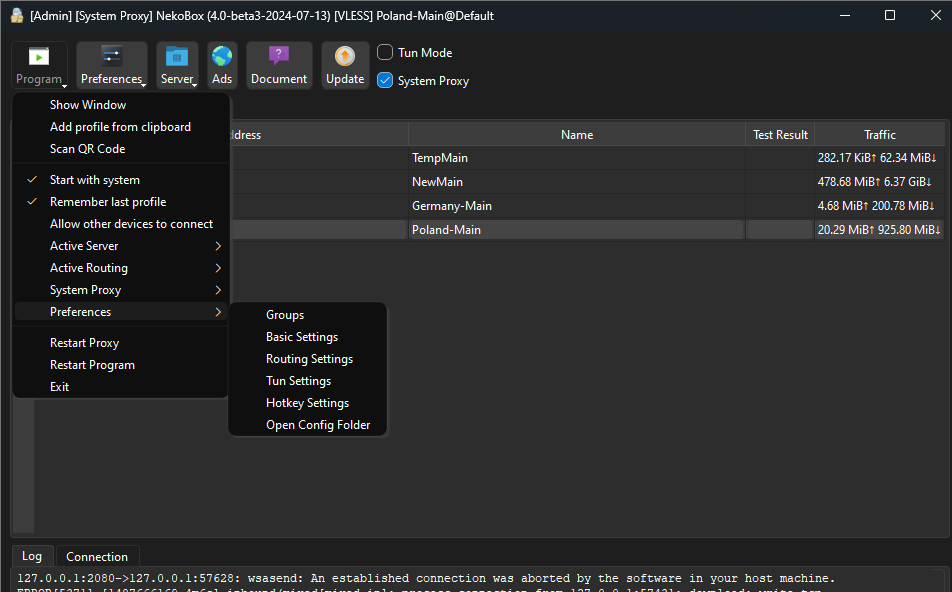 [Admin] [System Proxy] NekoBox (4.0-beta3-2024-07-13) [VLESS] Poland-Main@Default
Program Preferences Server Ads Document Update
Tun Mode
System Proxy
Show Window
Add profile from clipboard
Scan QR Code
Start with system
Remember last profile
Allow other devices to connect
Active Server
Active Routing
System Proxy
Preferences
Restart Proxy
Restart Program
Exit
Groups
Basic Settings
Routing Settings
Tun Settings
Hotkey Settings
Open Config Folder
ddress Name Test Result Traffic
TempMain 282.17 KiB↑ 62.34 MiB↓
NewMain 478.68 MiB↑ 6.37 GiB↓
Germany-Main 4.68 MiB↑ 200.78 MiB↓
Poland-Main 20.29 MiB↑ 925.80 MiB↓
Log Connection
127.0.0.1:2080->127.0.0.1:57628: wsasend: An established connection was aborted by the software in your host machine.